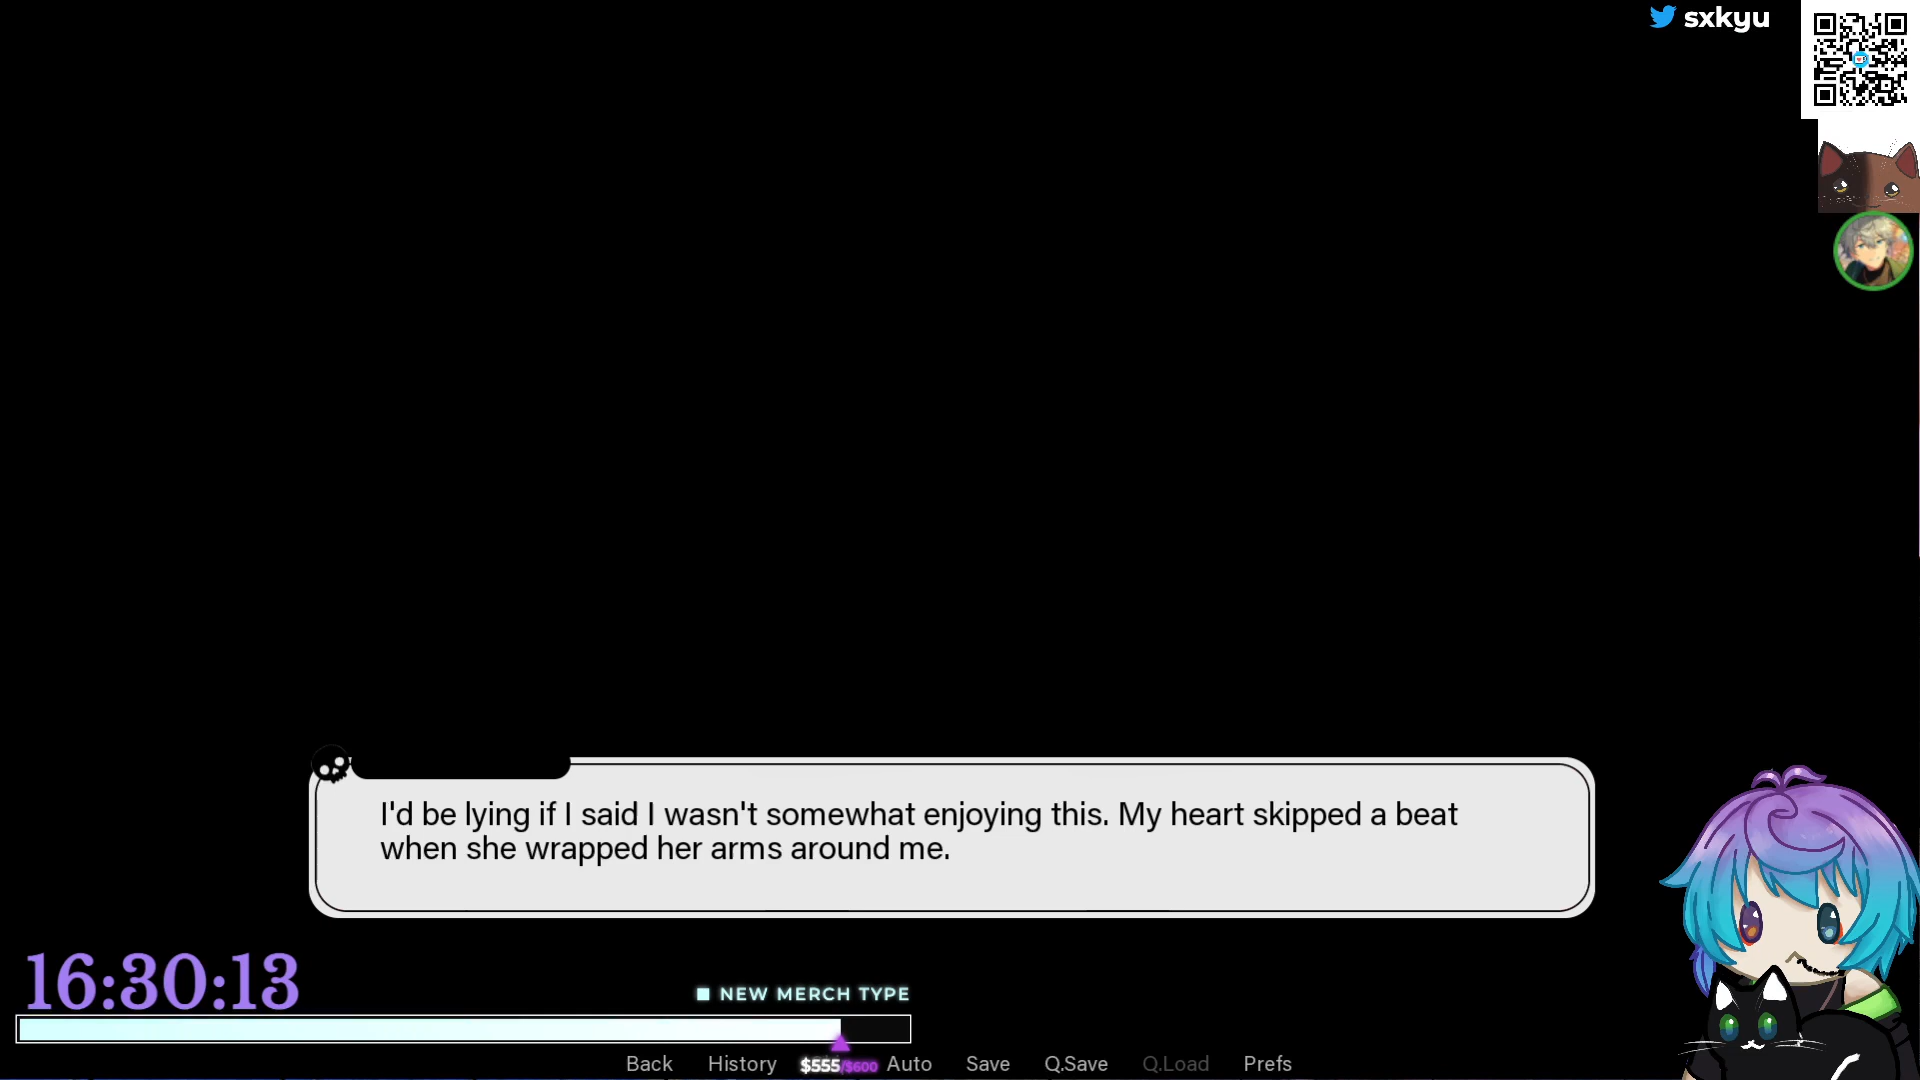 sxkyu
I'd be lying if I said I wasn't somewhat enjoying this. My heart skipped a beat
when she wrapped her arms around me.
16:30:13
NEW MERCH TYPE
Back History $555/$600 Auto Save Q.Save Q.Load Prefs